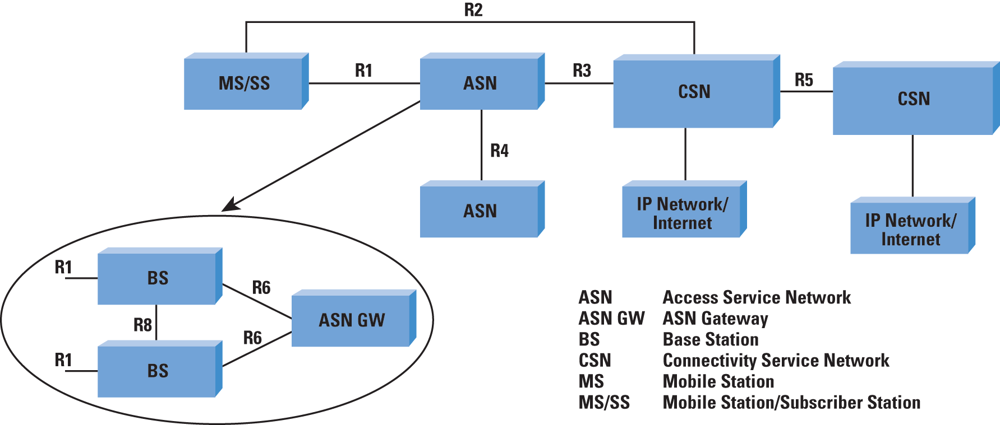 R2
MS/SS
R1
ASN
R3
CSN
R5
CSN
R4
ASN
IP Network/
Internet
IP Network/
Internet
R1
BS
R6
ASN GW
R8
R6
R1
BS
ASN Access Service Network
ASN GW ASN Gateway
BS Base Station
CSN Connectivity Service Network
MS Mobile Station
MS/SS Mobile Station/Subscriber Station